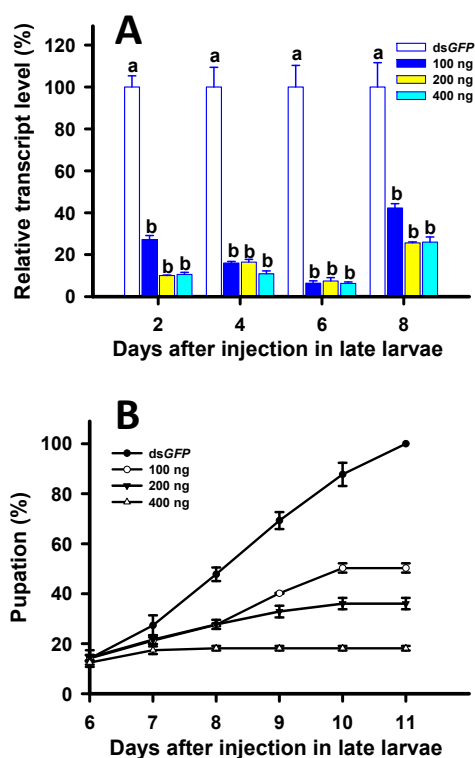 A
Relative transcript level (%)
120
100
80
60
40
20
0
a
a
a
a
b
b
b
b
b
b
b
b
b
b
b
b
dsGFP
100 ng
200 ng
400 ng
2
4
6
8
Days after injection in late larvae
B
Pupation (%)
100
80
60
40
20
0
dsGFP
100 ng
200 ng
400 ng
6
7
8
9
10
11
Days after injection in late larvae